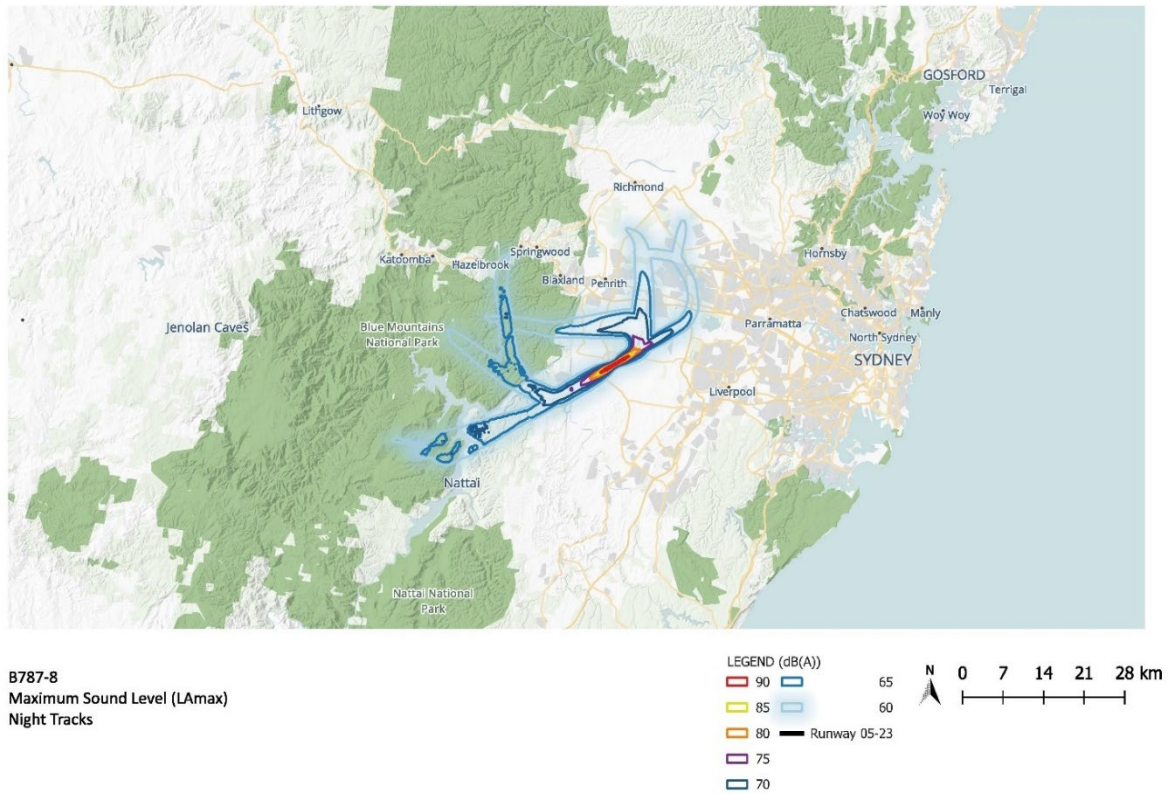 GOSFORD
Terrigal
Woy Woy
Lithgow
Richmond
Springwood
Katoomba
Hazelbrook
Hornsby
Blaxland
Penrith
Jenolan Caves
Blue Mountains
National Park
Parramatta
Chatswood
Manly
North Sydney
SYDNEY
Liverpool
Nattai
Nattai National
Park
B787-8
Maximum Sound Level (LAmax)
Night Tracks
LEGEND (dB(A))
90 65
85 60
80 Runway 05-23
75
70
N 0 7 14 21 28 km